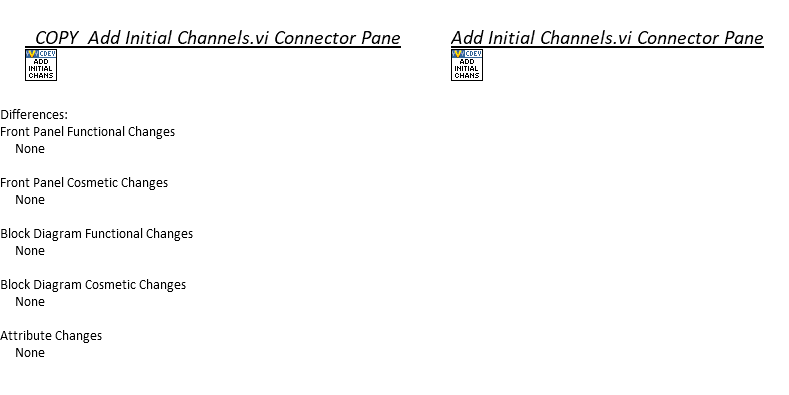 COPY  Add Initial Channels.vi Connector Pane
Add Initial Channels.vi Connector Pane
CDEV
ADD
INITIAL
CHANS
CDEV
ADD
INITIAL
CHANS
Differences:
Front Panel Functional Changes
None
Front Panel Cosmetic Changes
None
Block Diagram Functional Changes
None
Block Diagram Cosmetic Changes
None
Attribute Changes
None